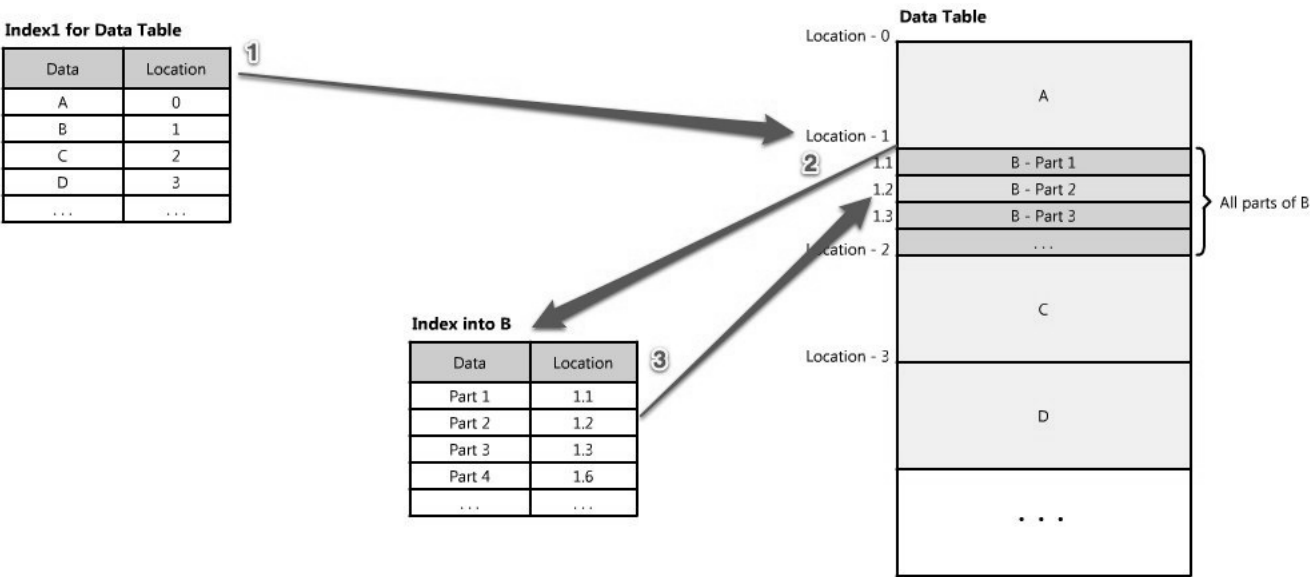 Index1 for Data Table
Data Location
A 0
B 1
C 2
D 3
. . . . . .
1
Data Table
Location - 0
A
Location - 1
2
1.1 B - Part 1
1.2 B - Part 2
1.3 B - Part 3
. . .
All parts of B
Location - 2
C
Location - 3
D
. . .
Index into B
Data Location
Part 1 1.1
Part 2 1.2
Part 3 1.3
Part 4 1.6
. . . . . .
3